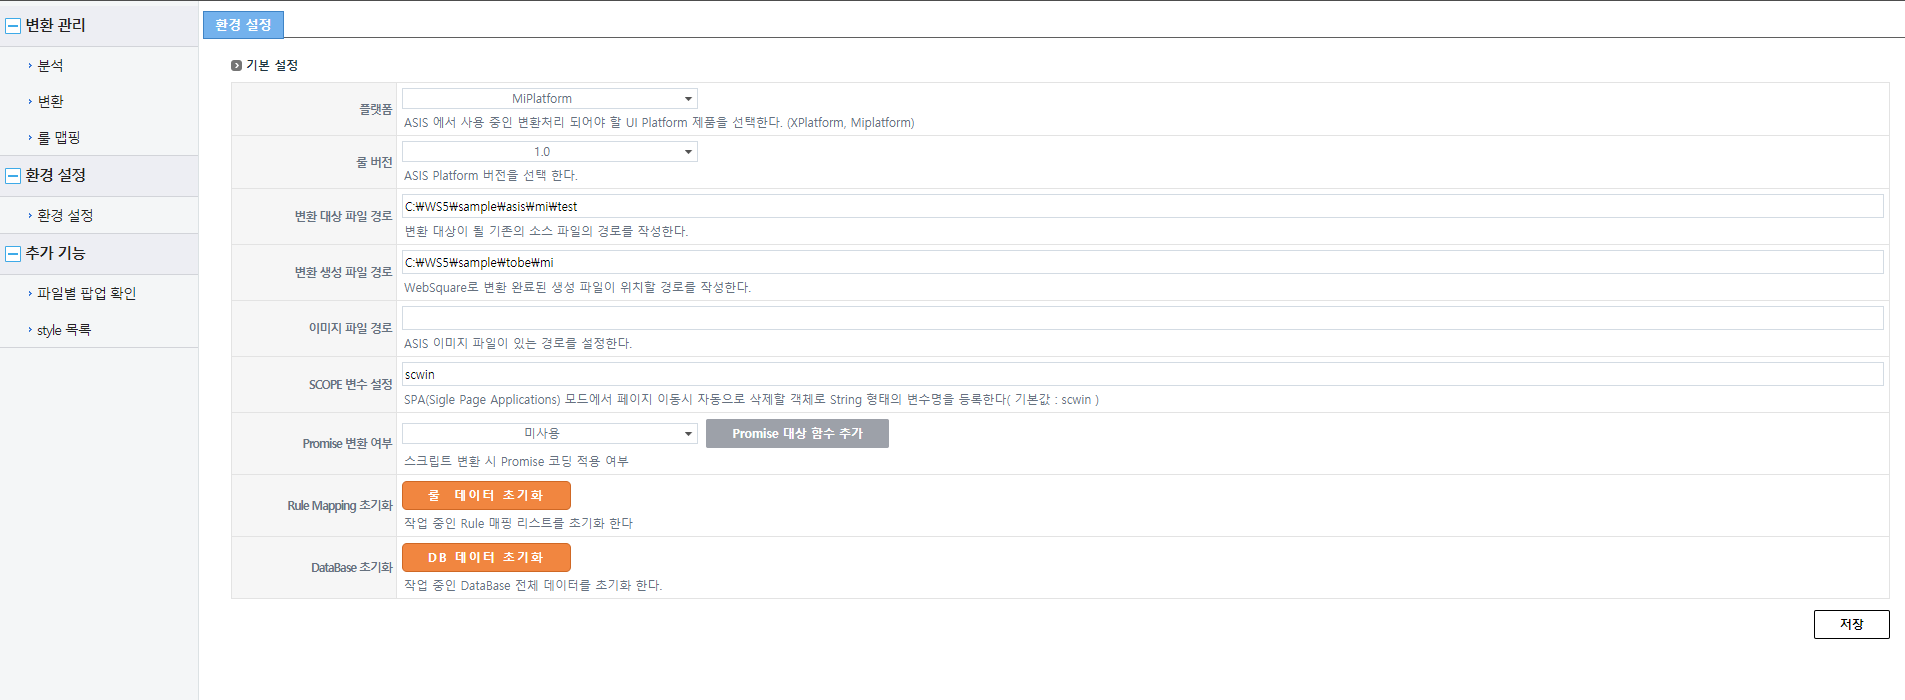 변환 관리
분석
변환
룰 맵핑
환경 설정
환경 설정
추가 기능
파일별 팝업 확인
style 목록
환경 설정
기본 설정
플랫폼
MiPlatform
ASIS 에서 사용 중인 변환처리 되어야 할 UI Platform 제품을 선택한다. (XPlatform, Miplatform)
룰 버전
1.0
ASIS Platform 버전을 선택 한다.
변환 대상 파일 경로
C:₩WS5₩sample₩asis₩mi₩test
변환 대상이 될 기존의 소스 파일의 경로를 작성한다.
변환 생성 파일 경로
C:₩WS5₩sample₩tobe₩mi
WebSquare로 변환 완료된 생성 파일이 위치할 경로를 작성한다.
이미지 파일 경로
ASIS 이미지 파일이 있는 경로를 설정한다.
SCOPE 변수 설정
scwin
SPA(Sigle Page Applications) 모드에서 페이지 이동시 자동으로 삭제할 객체로 String 형태의 변수명을 등록한다( 기본값 : scwin )
Promise 변환 여부
미사용
Promise 대상 함수 추가
스크립트 변환 시 Promise 코딩 적용 여부
Rule Mapping 초기화
룰 데이터 초기화
작업 중인 Rule 매핑 리스트를 초기화 한다
DataBase 초기화
DB 데이터 초기화
작업 중인 DataBase 전체 데이터를 초기화 한다.
저장